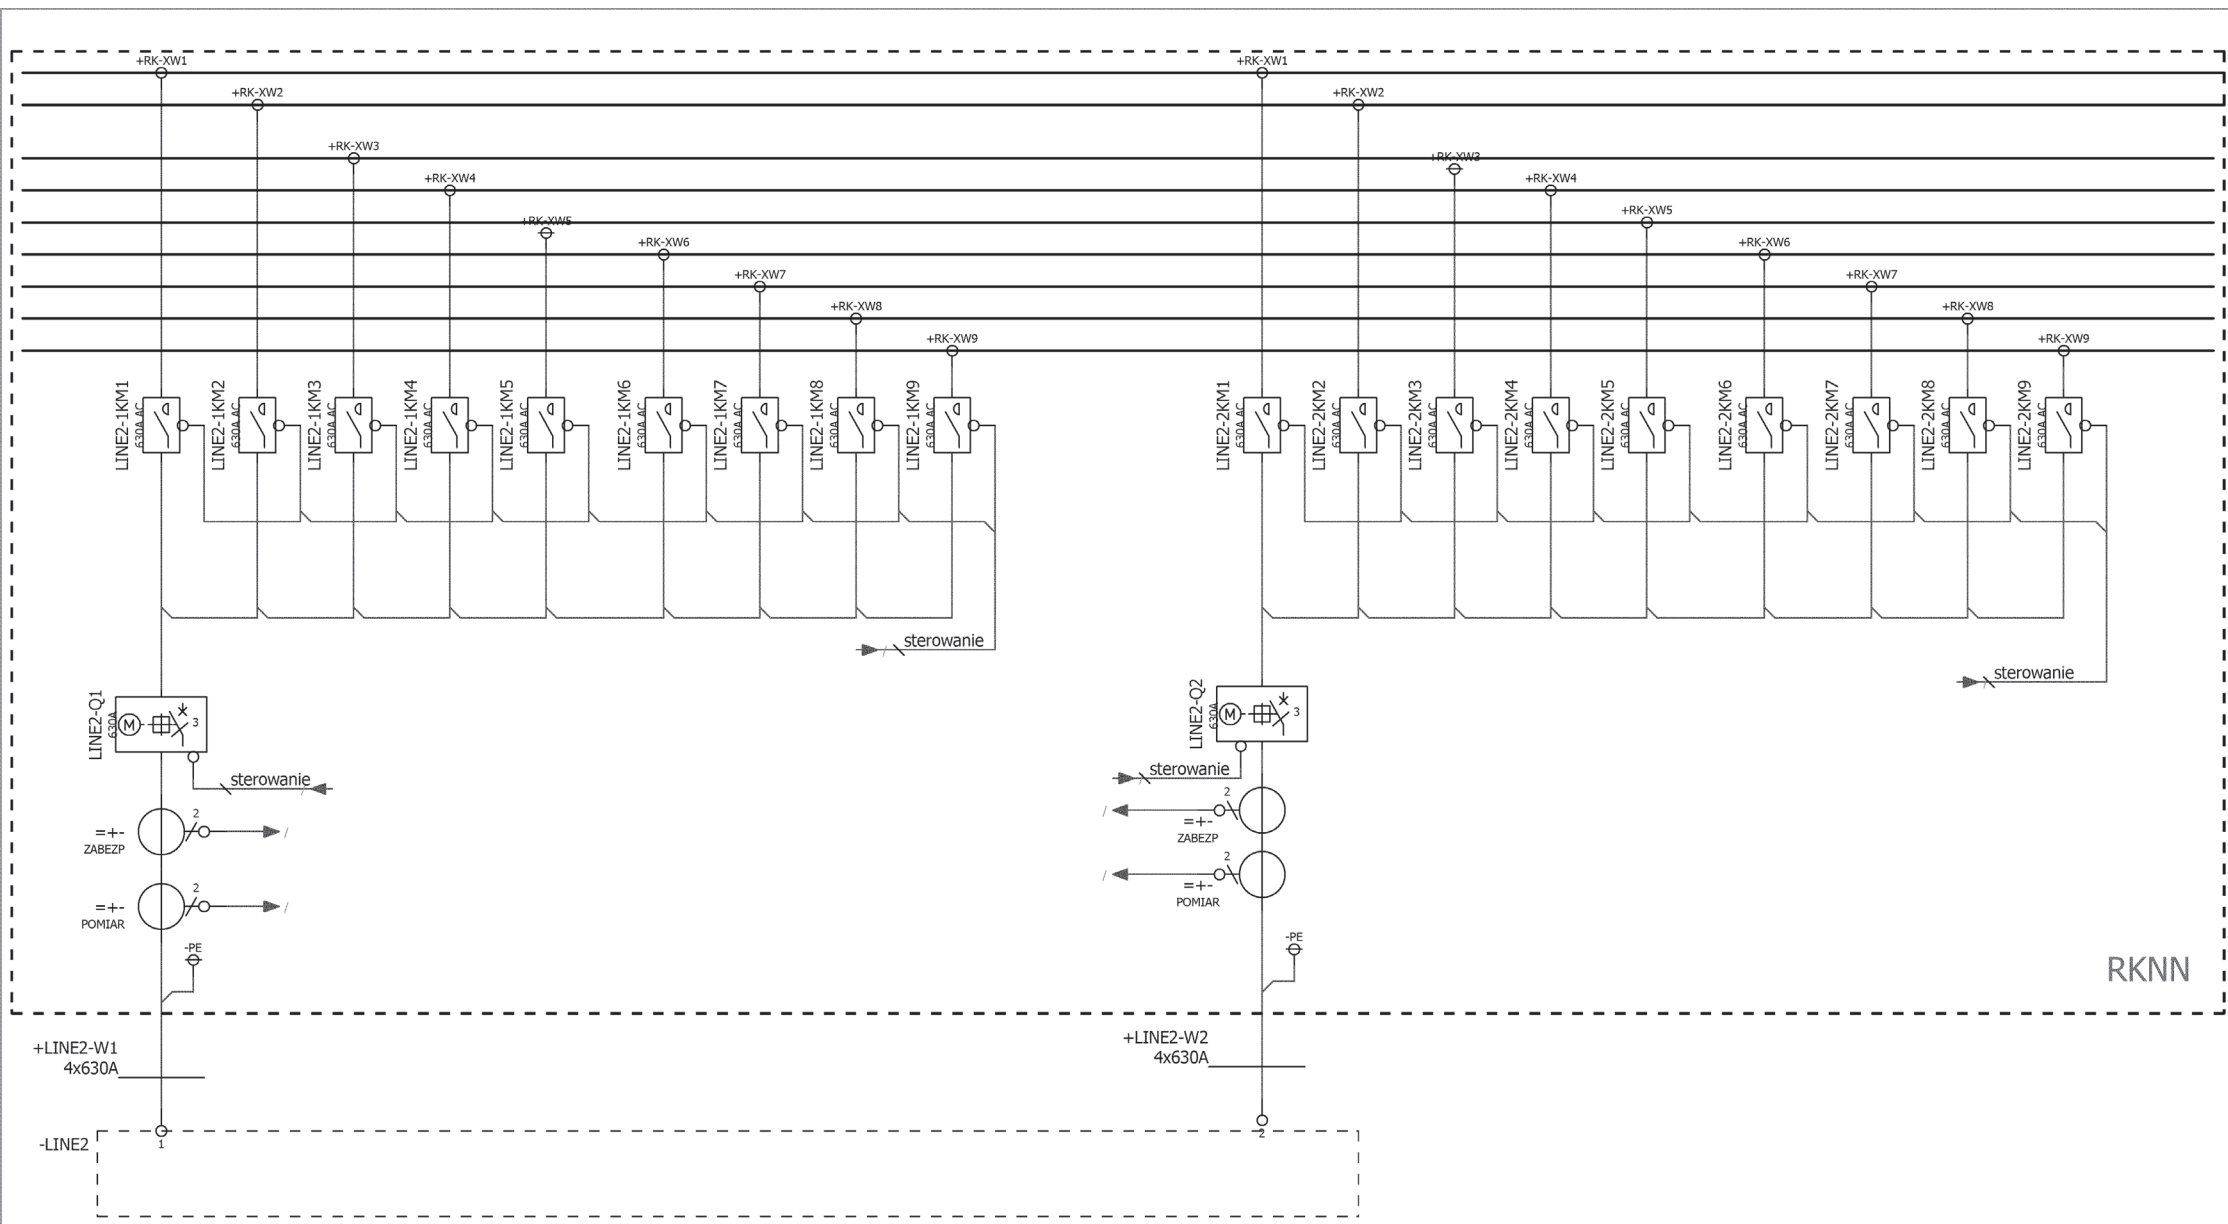 +RK-XW1
+RK-XW2
+RK-XW3
+RK-XW4
+RK-XW5
+RK-XW6
+RK-XW7
+RK-XW8
+RK-XW9
+RK-XW1
+RK-XW2
+RK-XW3
+RK-XW4
+RK-XW5
+RK-XW6
+RK-XW7
+RK-XW8
+RK-XW9
LINE2-1KM1
630A AC
LINE2-1KM2
630A AC
LINE2-1KM3
630A AC
LINE2-1KM4
630A AC
LINE2-1KM5
630A AC
LINE2-1KM6
630A AC
LINE2-1KM7
630A AC
LINE2-1KM8
630A AC
LINE2-1KM9
630A AC
LINE2-2KM1
630A AC
LINE2-2KM2
630A AC
LINE2-2KM3
630A AC
LINE2-2KM4
630A AC
LINE2-2KM5
630A AC
LINE2-2KM6
630A AC
LINE2-2KM7
630A AC
LINE2-2KM8
630A AC
LINE2-2KM9
630A AC
/ sterowanie
/ sterowanie
LINE2-Q1
630A
M
3
sterowanie /
2
=+-
ZABEZP
/
2
=+-
POMIAR
/
-PE
LINE2-Q2
630A
M
3
/ sterowanie
2
/
=+-
ZABEZP
2
/
=+-
POMIAR
-PE
RKNN
+LINE2-W1
4x630A
+LINE2-W2
4x630A
-LINE2
1
2